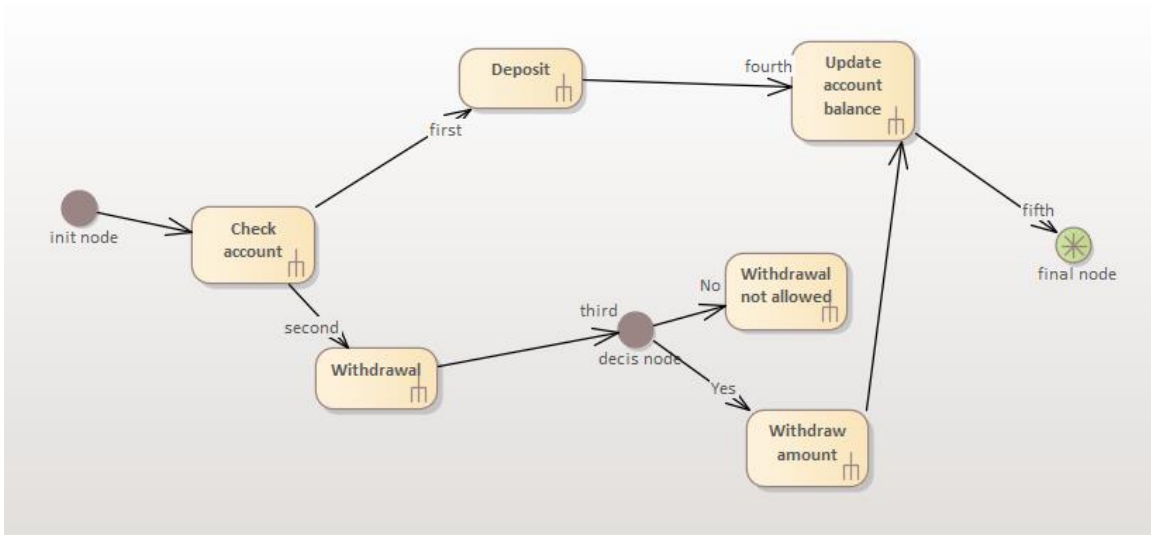 Deposit
fourth
Update
account
balance
first
init node
Check
account
fifth
final node
Withdrawal
not allowed
No
third
decis node
second
Withdrawal
Yes
Withdraw
amount